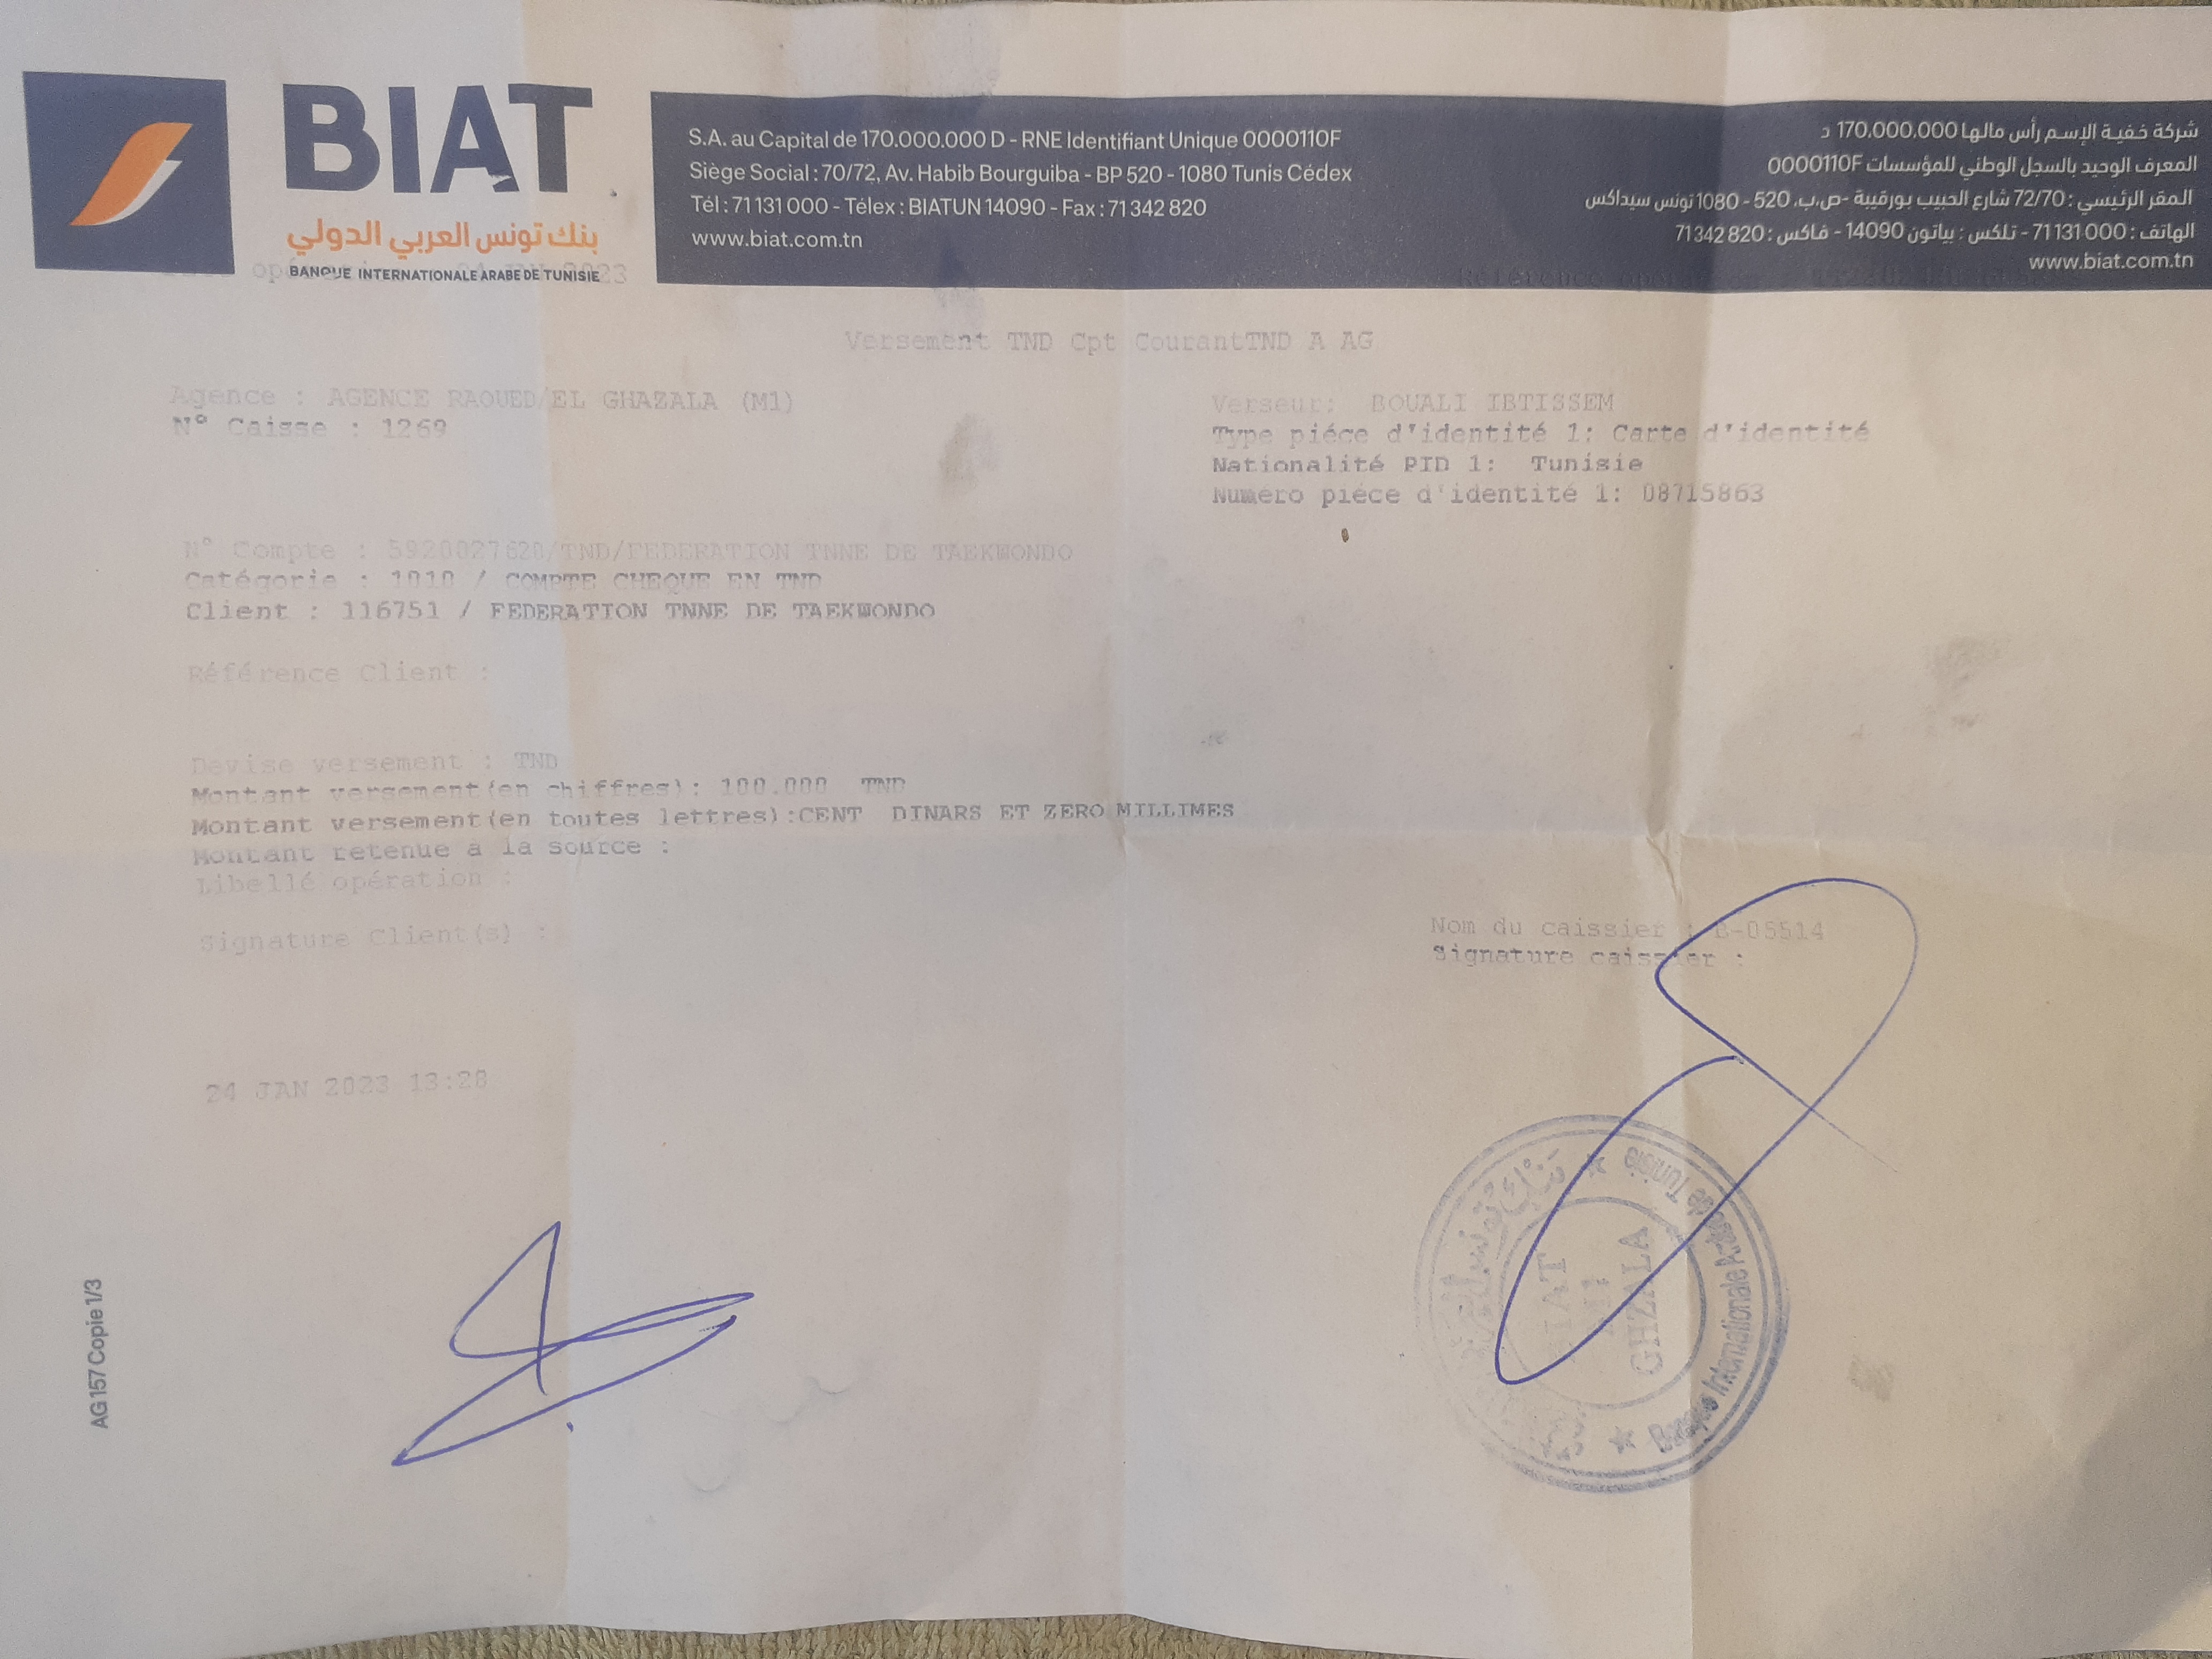 BIAT
بنك تونس العربي الدولي
BANQUE INTERNATIONALE ARABE DE TUNISIE
S.A. au Capital de 170.000.000 D - RNE Identifiant Unique 0000110F
Siège Social : 70/72, Av. Habib Bourguiba - BP 520 - 1080 Tunis Cédex
Tél : 71 131 000 - Télex : BIATUN 14090 - Fax : 71 342 820
www.biat.com.tn
شركة خفية الإسم رأس مالها 170.000.000 د
المعرف الوحيد بالسجل الوطني للمؤسسات 0000110F
المقر الرئيسي : 72/70 شارع الحبيب بورقيبة -ص.ب. 520 - 1080 تونس سيداكس
الهاتف : 71 131 000 - تلكس : بياتون 14090 - فاكس : 71 342 820
www.biat.com.tn
Versement TND Cpt CourantTND A AG
Agence : AGENCE RAOUED/EL GHAZALA (M1)
N° Caisse : 1269
Verseur: BOUALI IBTISSEM
Type piéce d'identité 1: Carte d'identité
Nationalité PID 1: Tunisie
Numéro piéce d'identité 1: 08715863
N° Compte : 5920027620/TND/FEDERATION TNNE DE TAEKWONDO
Catégorie : 1010 / COMPTE CHEQUE EN TND
Client : 116751 / FEDERATION TNNE DE TAEKWONDO
Référence Client :
Devise versement : TND
Montant versement(en chiffres): 100.000 TND
Montant versement(en toutes lettres):CENT DINARS ET ZERO MILLIMES
Montant retenue a la source :
Libellé opération :
Signature Client(s) :
Nom du caissier : B-05514
Signature caissier :
24 JAN 2023 13:28
BIAT
GHZALA
Banque Internationale Arabe de Tunisie
AG 157 Copie 1/3